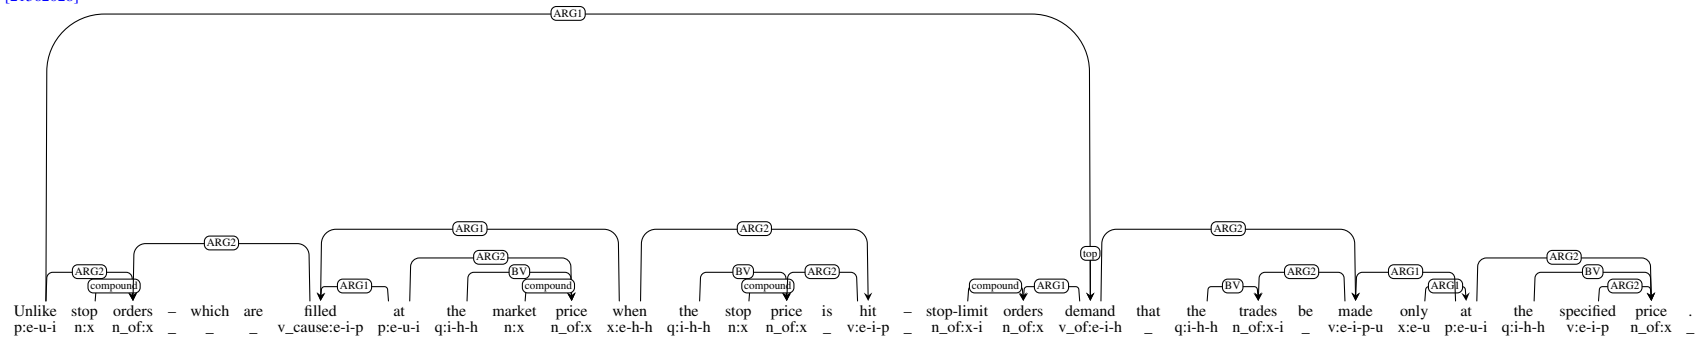 ARG1
ARG1 ARG2 ARG2
ARG2 top
ARG2 ARG2
ARG2 BV BV ARG2 ARG2 ARG1 BV
compound ARG1 compound compound compound ARG1 BV ARG1 ARG2
Unlike stop orders – which are filled at the market price when the stop price is hit – stop-limit orders demand that the trades be made only at the specified price .
p:e-u-i n:x n_of:x _ _ _ v_cause:e-i-p p:e-u-i q:i-h-h n:x n_of:x x:e-h-h q:i-h-h n:x n_of:x _ v:e-i-p _ n_of:x-i n_of:x v_of:e-i-h _ q:i-h-h n_of:x-i _ v:e-i-p-u x:e-u p:e-u-i q:i-h-h v:e-i-p n_of:x _